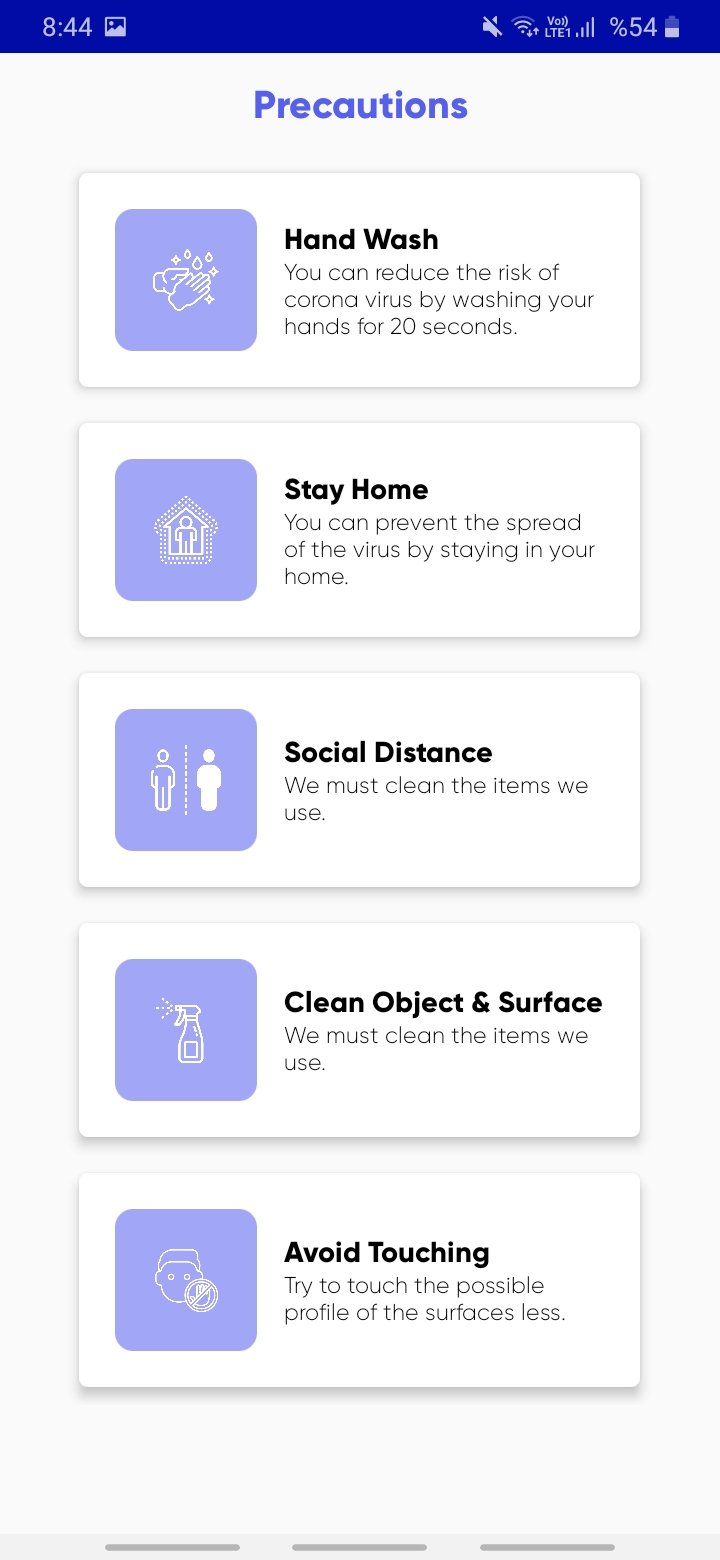 8:44 Vo)) LTE1 %54
Precautions
Hand Wash
You can reduce the risk of
corona virus by washing your
hands for 20 seconds.
Stay Home
You can prevent the spread
of the virus by staying in your
home.
Social Distance
We must clean the items we
use.
Clean Object & Surface
We must clean the items we
use.
Avoid Touching
Try to touch the possible
profile of the surfaces less.